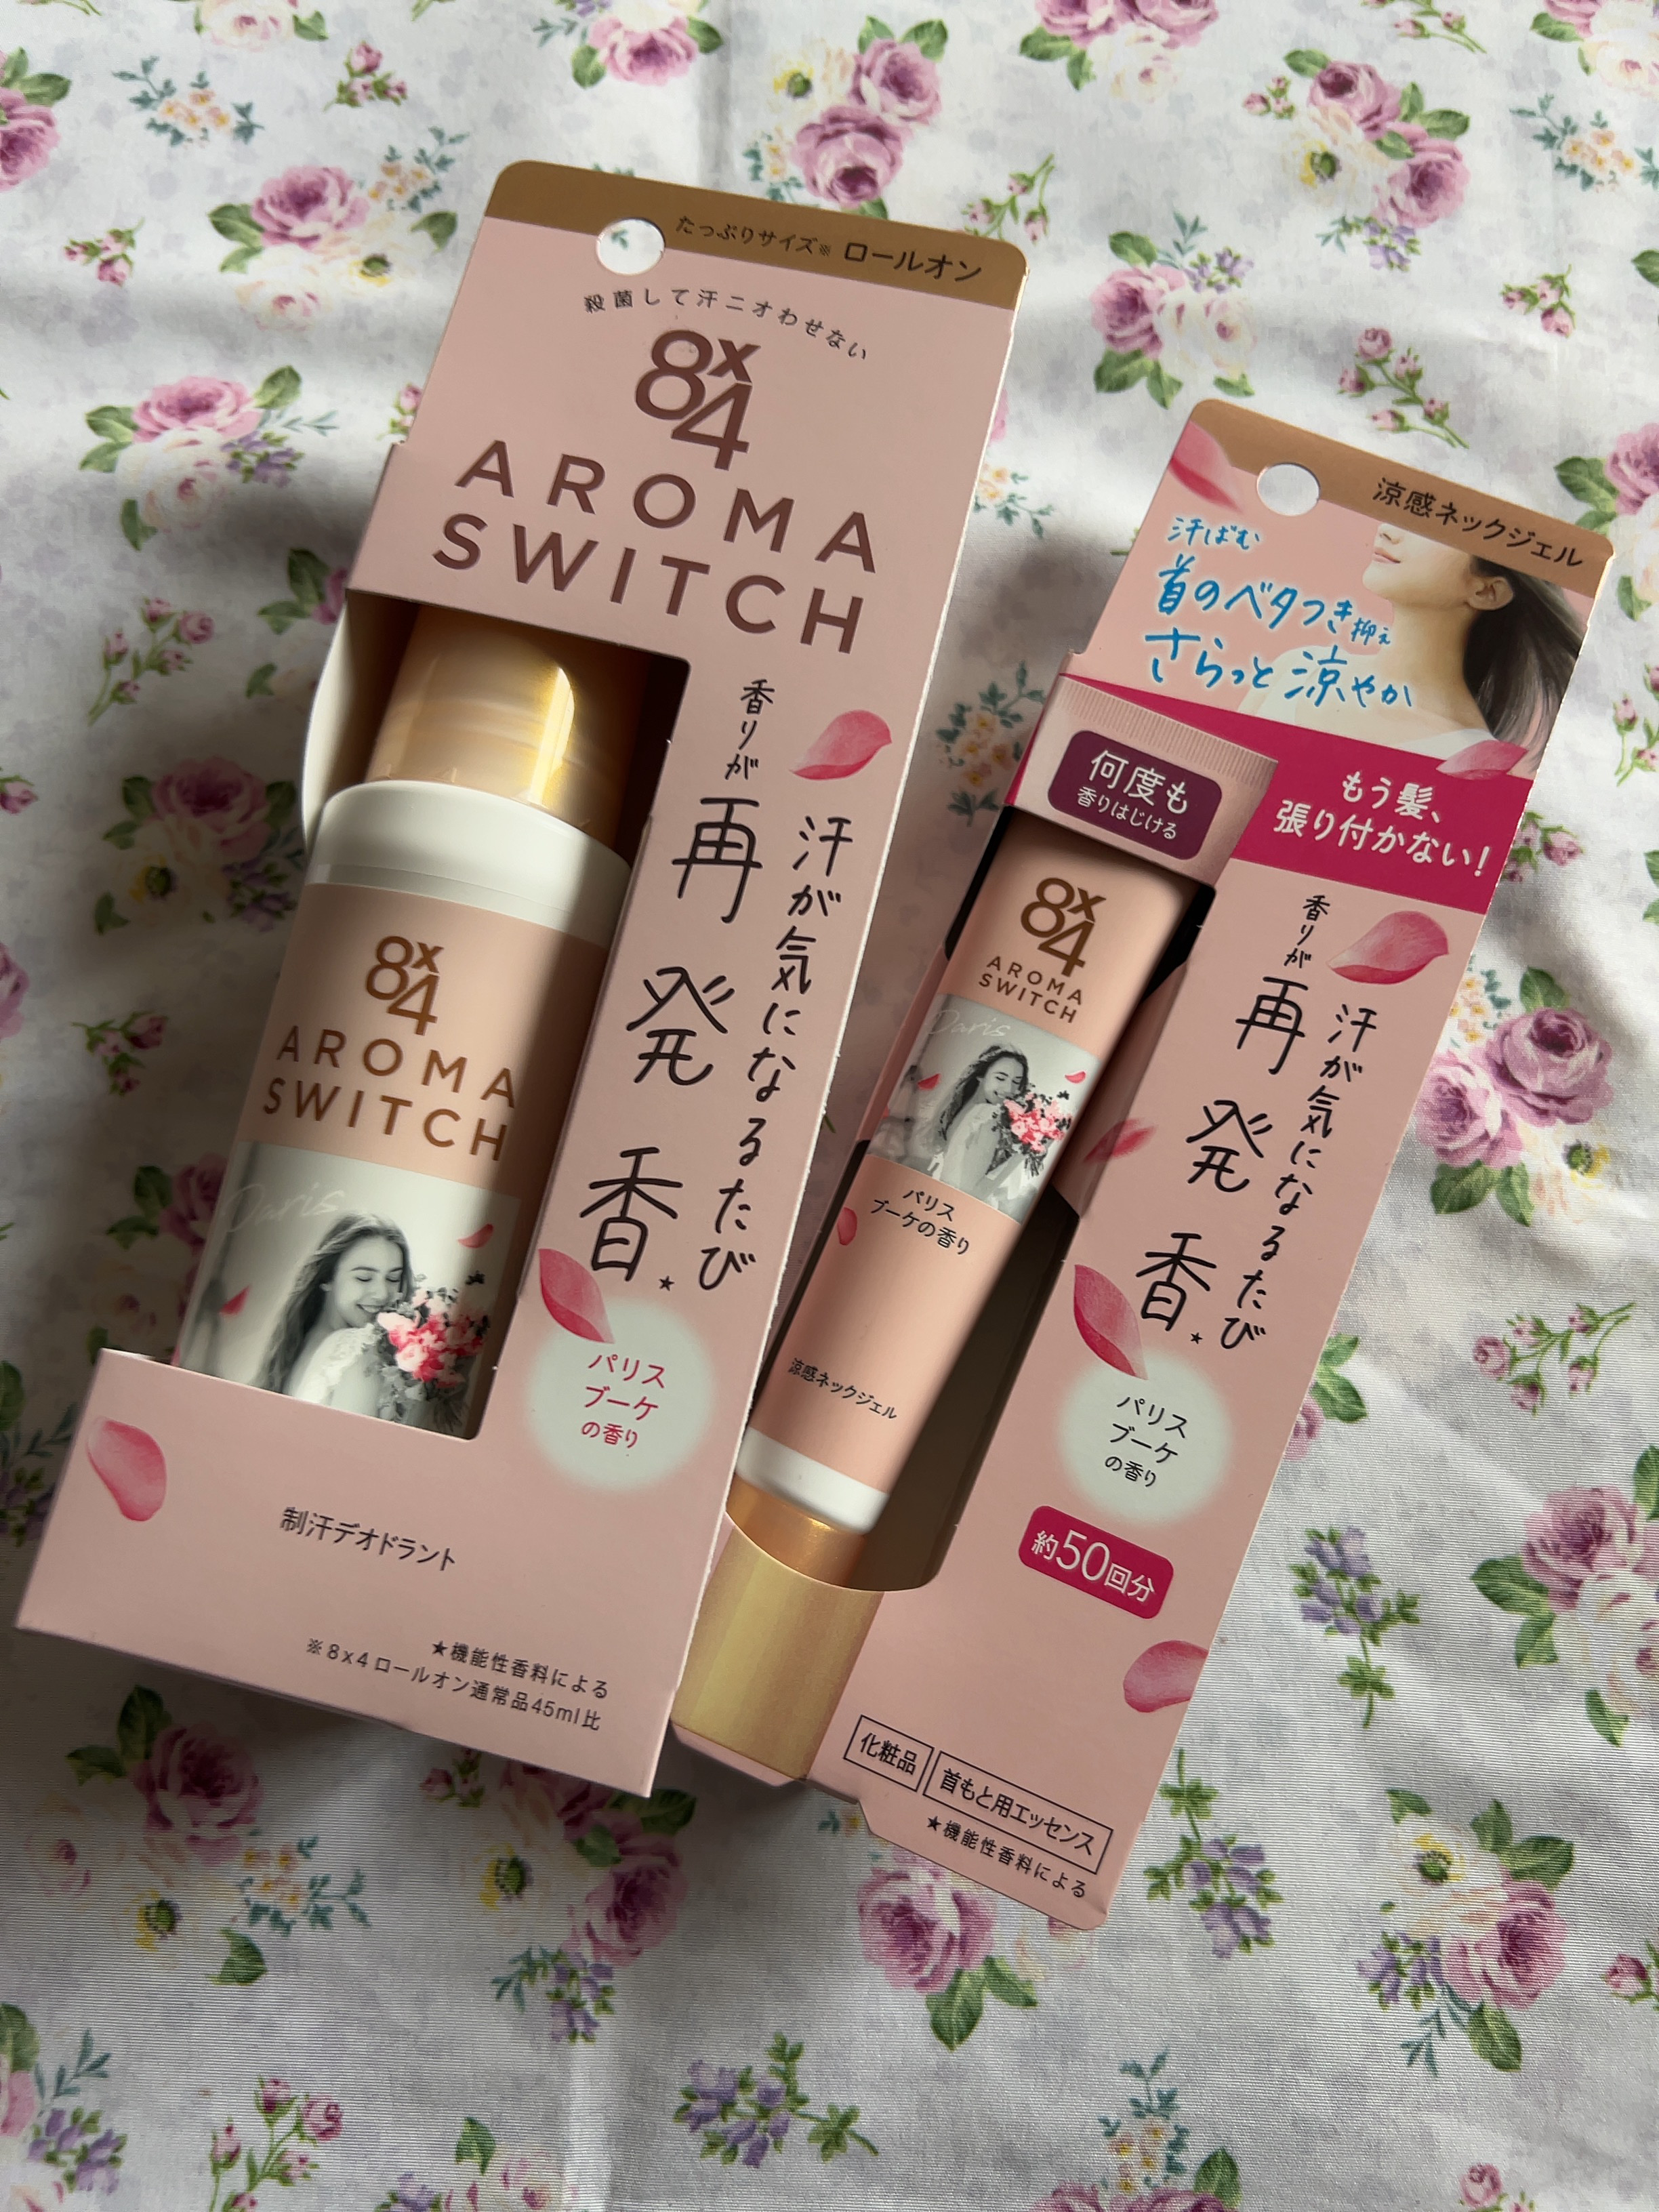 たっぷりサイズ※ ロールオン
殺菌して汗ニオわせない
8x4
AROMA
SWITCH
汗が気になるたび
香りが再発香★
パリス
ブーケ
の香り
8x4
AROMA
SWITCH
Paris
制汗デオドラント
★機能性香料による
※8x4ロールオン通常品45ml比
涼感ネックジェル
汗ばむ
首のベタつき抑え
さらっと涼やか
もう髪、
張り付かない!
何度も
香りはじける
8x4
AROMA
SWITCH
Paris
パリス
ブーケの香り
涼感ネックジェル
汗が気になるたび
香りが再発香★
パリス
ブーケ
の香り
約50回分
化粧品 首もと用エッセンス
★機能性香料による